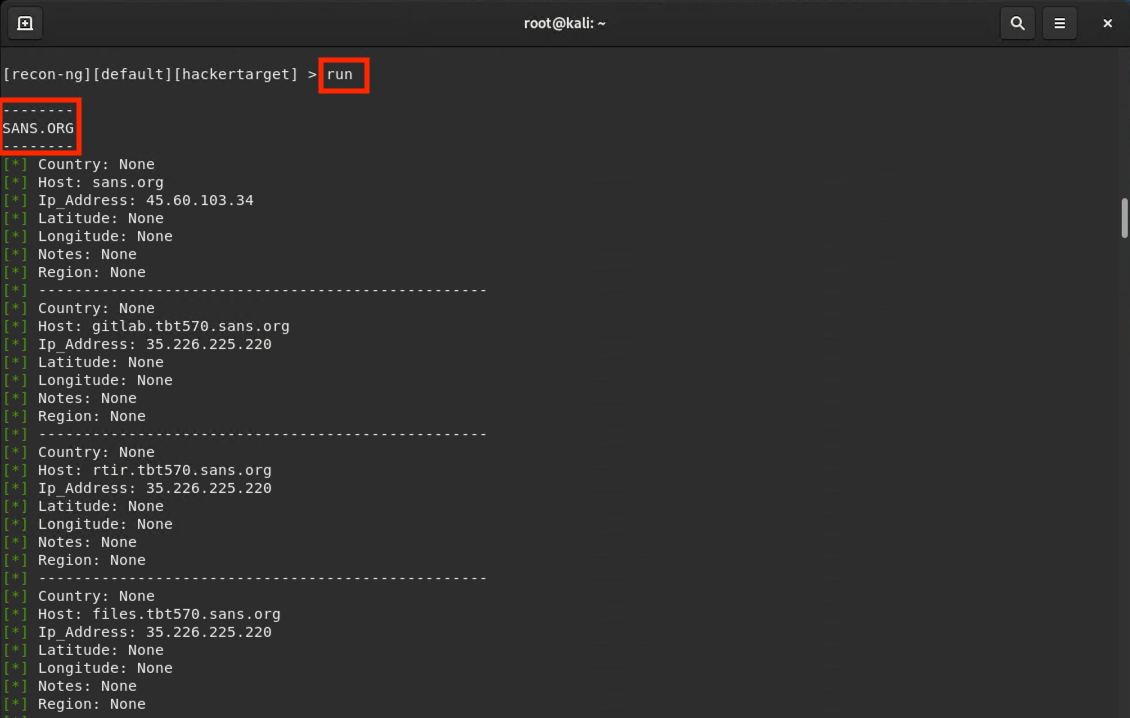 root@kali: ~
[recon-ng][default][hackertarget] > run
--------
SANS.ORG
--------
[*] Country: None
[*] Host: sans.org
[*] Ip_Address: 45.60.103.34
[*] Latitude: None
[*] Longitude: None
[*] Notes: None
[*] Region: None
[*] --------------------------------------------------
[*] Country: None
[*] Host: gitlab.tbt570.sans.org
[*] Ip_Address: 35.226.225.220
[*] Latitude: None
[*] Longitude: None
[*] Notes: None
[*] Region: None
[*] --------------------------------------------------
[*] Country: None
[*] Host: rtir.tbt570.sans.org
[*] Ip_Address: 35.226.225.220
[*] Latitude: None
[*] Longitude: None
[*] Notes: None
[*] Region: None
[*] --------------------------------------------------
[*] Country: None
[*] Host: files.tbt570.sans.org
[*] Ip_Address: 35.226.225.220
[*] Latitude: None
[*] Longitude: None
[*] Notes: None
[*] Region: None